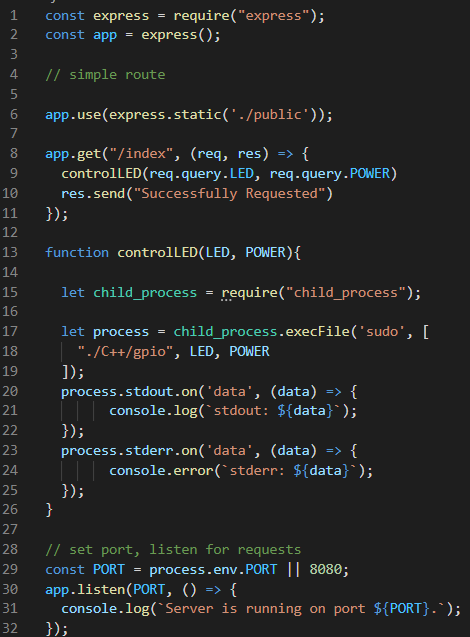 1 const express = require("express");
2 const app = express();
3
4 // simple route
5
6 app.use(express.static('./public'));
7
8 app.get("/index", (req, res) => {
9   controlLED(req.query.LED, req.query.POWER)
10   res.send("Successfully Requested")
11 });
12
13 function controlLED(LED, POWER){
14
15   let child_process = require("child_process");
16
17   let process = child_process.execFile('sudo', [
18     "./C++/gpio", LED, POWER
19   ]);
20   process.stdout.on('data', (data) => {
21         console.log(`stdout: ${data}`);
22   });
23   process.stderr.on('data', (data) => {
24         console.error(`stderr: ${data}`);
25   });
26 }
27
28 // set port, listen for requests
29 const PORT = process.env.PORT || 8080;
30 app.listen(PORT, () => {
31   console.log(`Server is running on port ${PORT}.`);
32 });